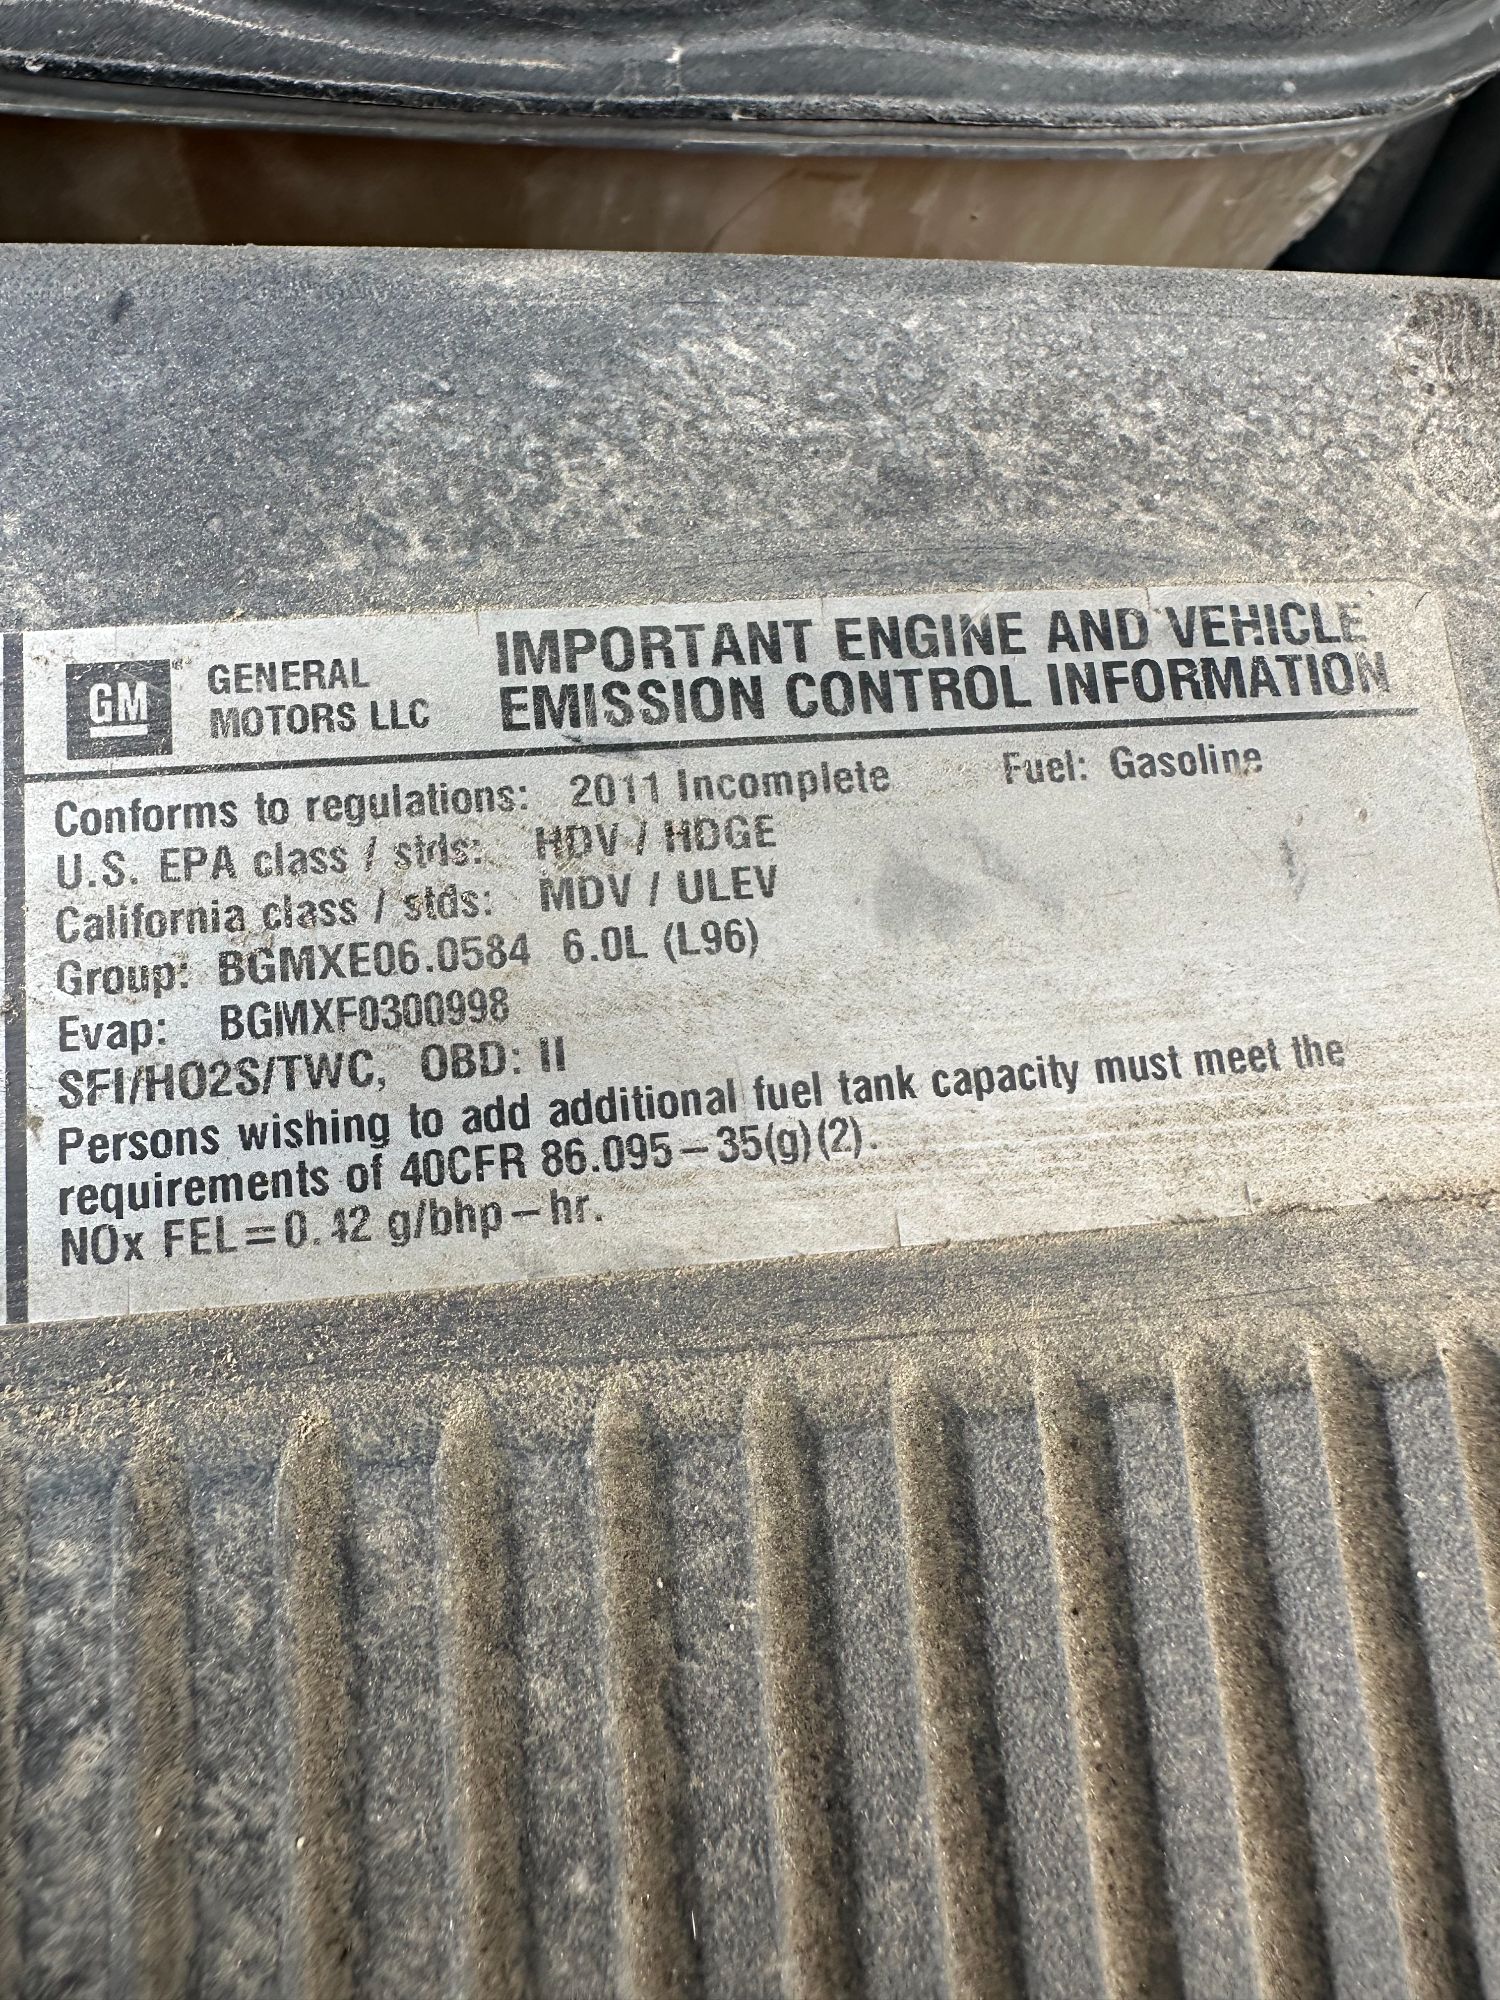 GM GENERAL MOTORS LLC
IMPORTANT ENGINE AND VEHICLE
EMISSION CONTROL INFORMATION
Conforms to regulations: 2011 Incomplete Fuel: Gasoline
U.S. EPA class / stds: HDV / HDGE
California class / stds: MDV / ULEV
Group: BGMXE06.0584 6.0L (L96)
Evap: BGMXF0300998
SFI/HO2S/TWC, OBD: II
Persons wishing to add additional fuel tank capacity must meet the
requirements of 40CFR 86.095–35(g)(2).
NOx FEL=0.42 g/bhp–hr.